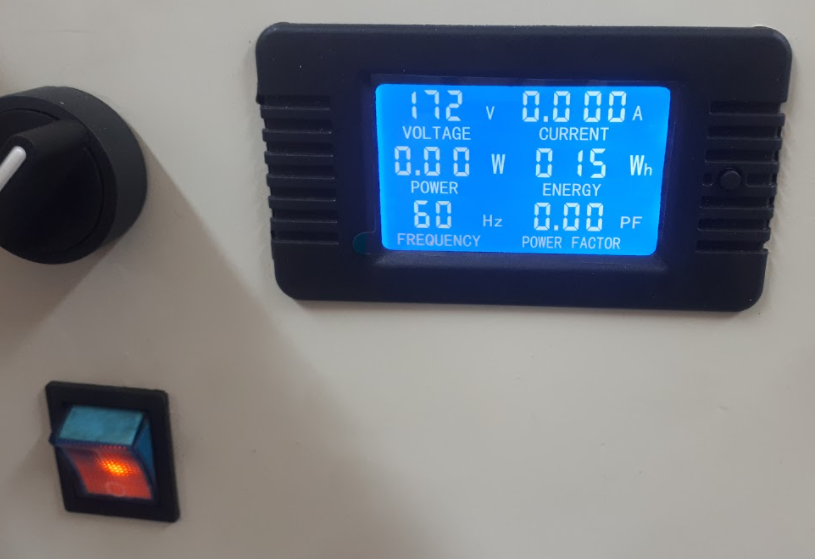 172 V 0.000 A
VOLTAGE CURRENT
0.00 W 015 Wh
POWER ENERGY
60 Hz 0.00 PF
FREQUENCY POWER FACTOR